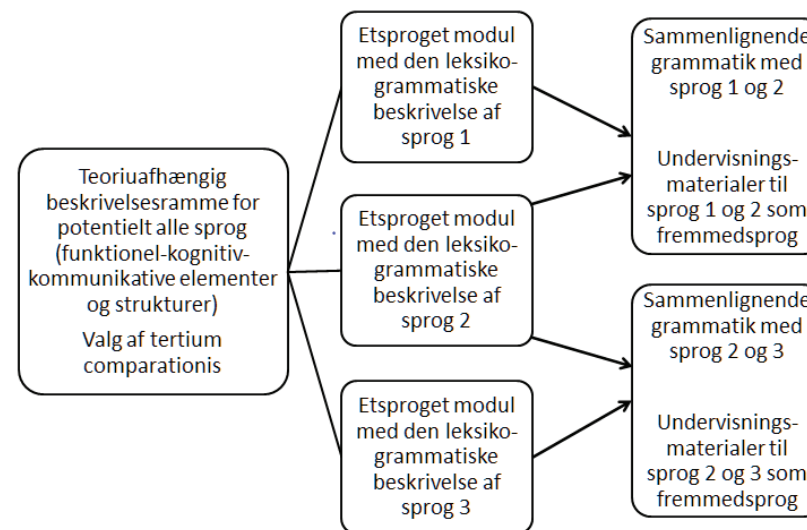 Teoriuafhængig
beskrivelsesramme for
potentielt alle sprog
(funktionel-kognitiv-
kommunikative elementer
og strukturer)
Valg af tertium
comparationis
Etsproget modul
med den leksiko-
grammatiske
beskrivelse af
sprog 1
Etsproget modul
med den leksiko-
grammatiske
beskrivelse af
sprog 2
Etsproget modul
med den leksiko-
grammatiske
beskrivelse af
sprog 3
Sammenlignende
grammatik med
sprog 1 og 2
Undervisnings-
materialer til
sprog 1 og 2 som
fremmedsprog
Sammenlignende
grammatik med
sprog 2 og 3
Undervisnings-
materialer til
sprog 2 og 3 som
fremmedsprog